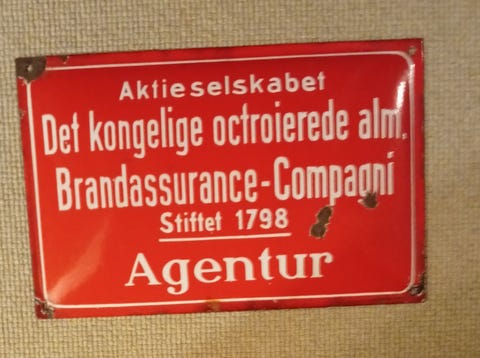 Aktieselskabet
Det kongelige octroierede alm.
Brandassurance-Compagni
Stiftet 1798
Agentur